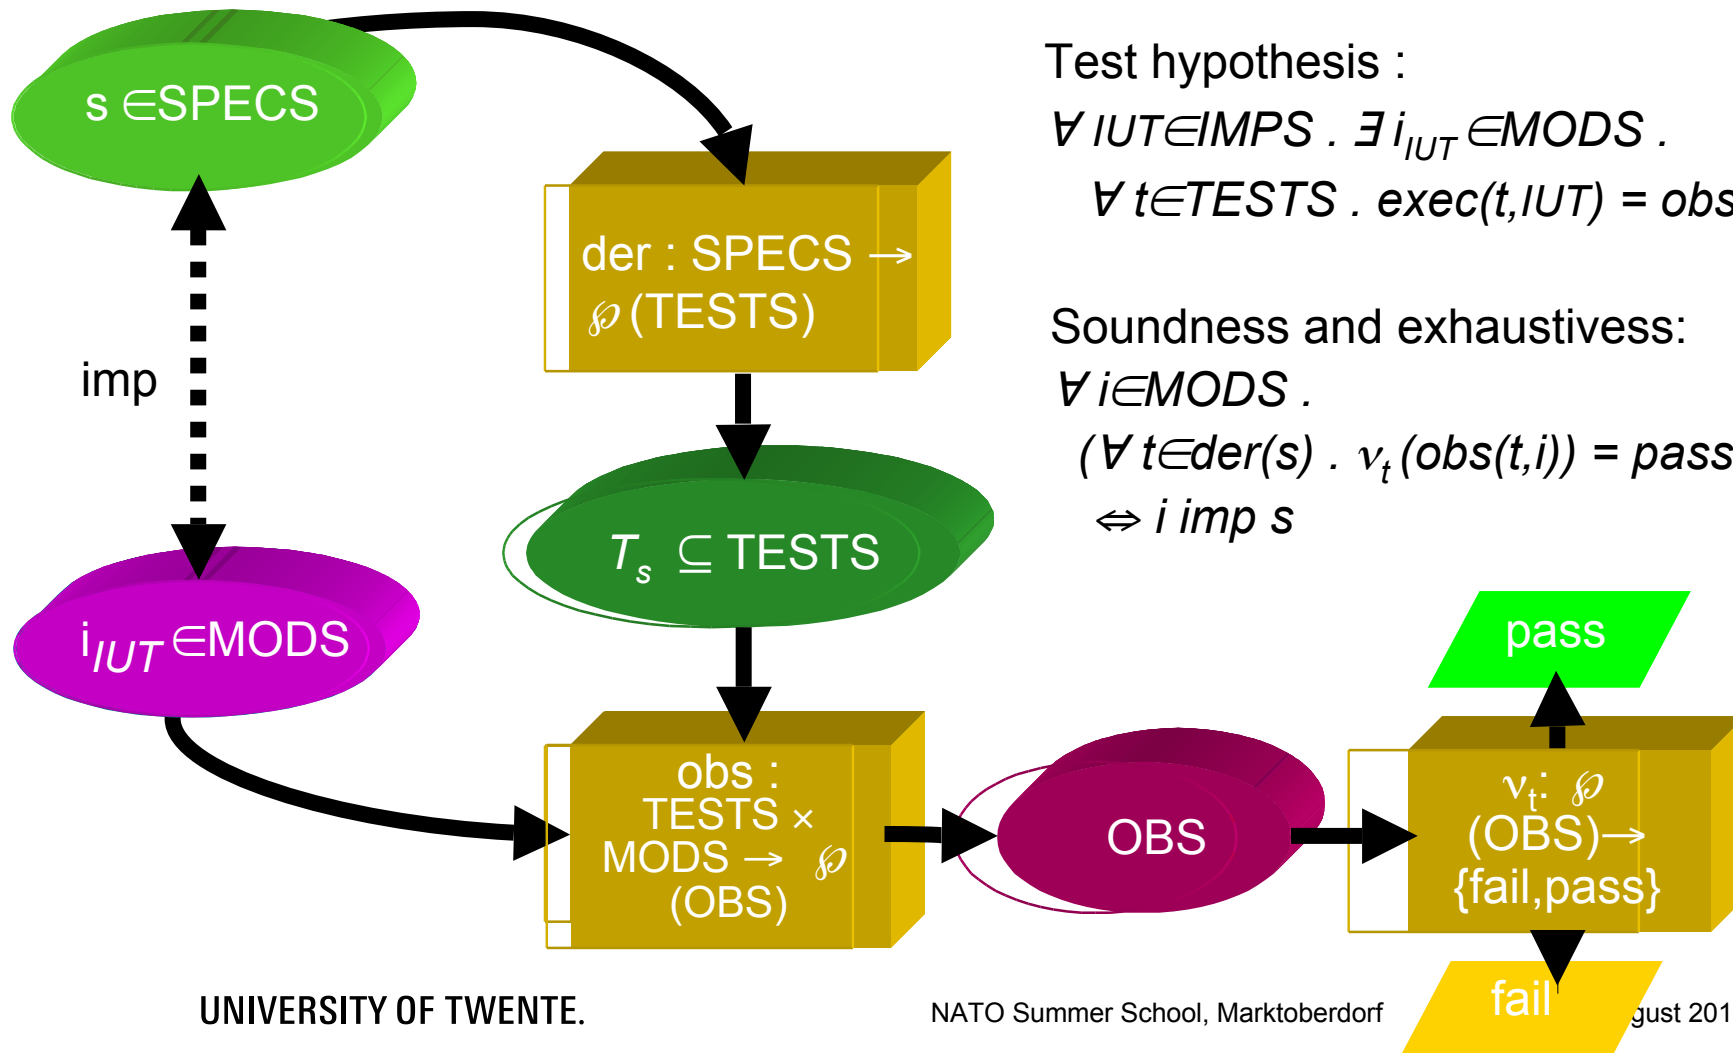 s ∈SPECS
imp
i_IUT ∈MODS
der : SPECS →
℘(TESTS)
T_s ⊆ TESTS
obs :
TESTS ×
MODS → ℘
(OBS)
OBS
ν_t: ℘
(OBS)→
{fail,pass}
pass
fail
Test hypothesis :
∀ IUT∈IMPS . ∃ i_IUT ∈MODS .
∀ t∈TESTS . exec(t,IUT) = obs
Soundness and exhaustivess:
∀ i∈MODS .
(∀ t∈der(s) . ν_t (obs(t,i)) = pass
⇔ i imp s
UNIVERSITY OF TWENTE.
NATO Summer School, Marktoberdorf
gust 201